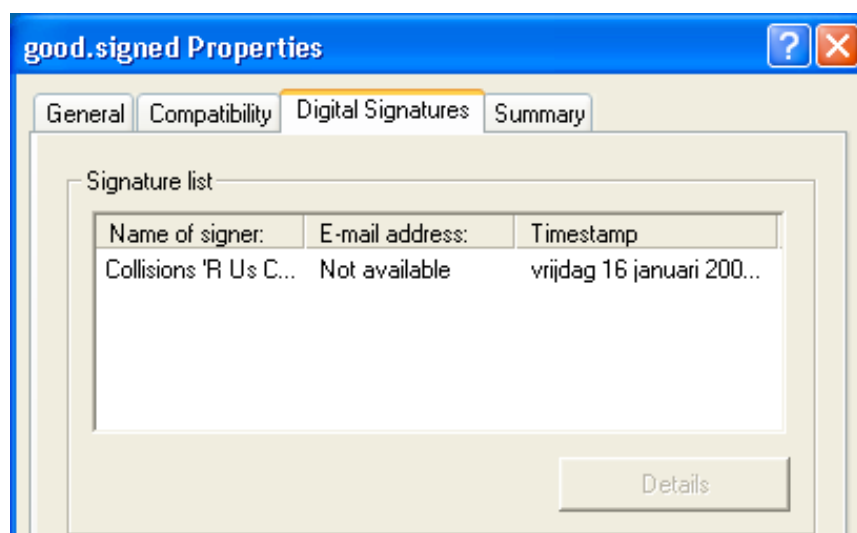 good.signed Properties
General Compatibility Digital Signatures Summary
Signature list
Name of signer: E-mail address: Timestamp
Collisions 'R Us C... Not available vrijdag 16 januari 200...
Details